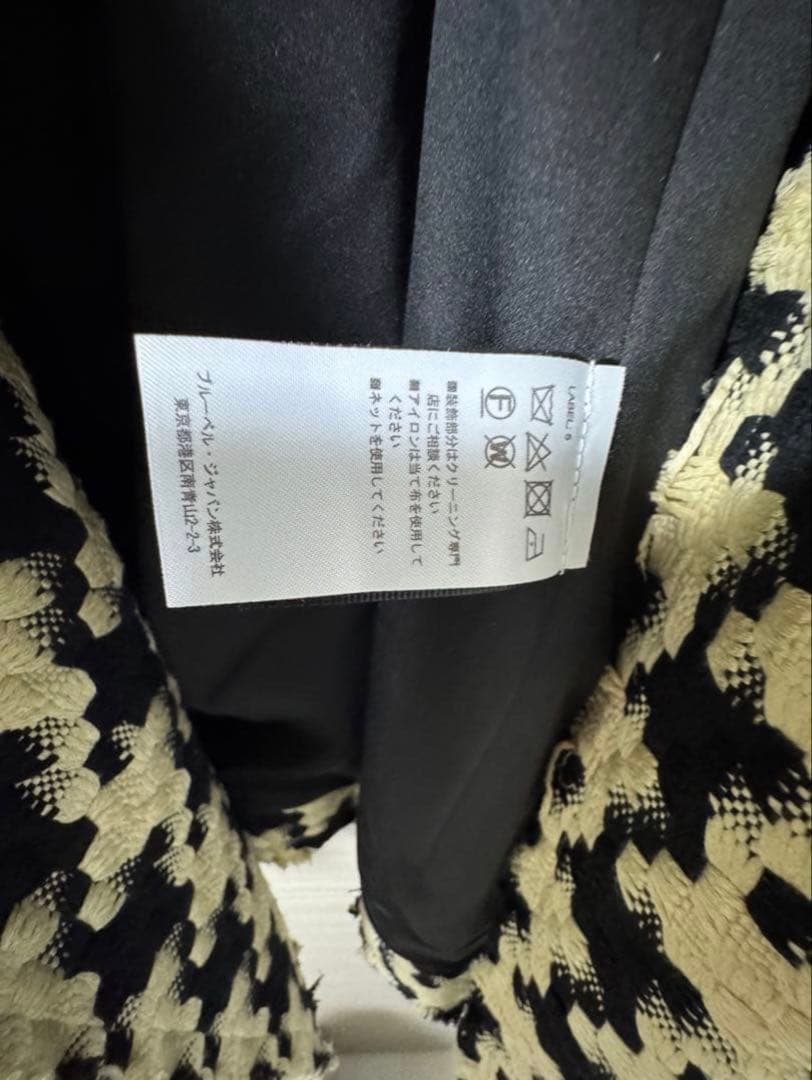 LABEL: 6
F W
※装飾部分はクリーニング専門
店にご相談ください
※アイロンは当て布を使用して
ください
※ネットを使用してください
ブルーベル・ジャパン株式会社
東京都港区南青山2-2-3